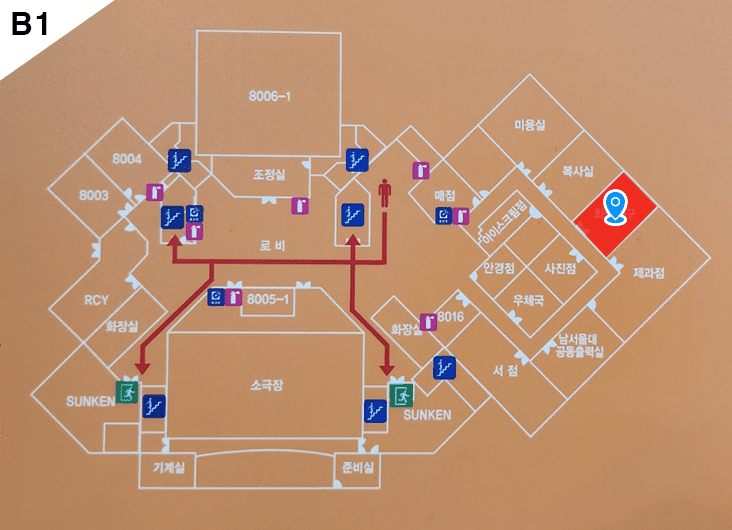 B1
8006-1
미용실
8004
복사실
조정실
8003
매점
아이스크림점
로비
안경점
사진점
제과점
RCY
8005-1
우체국
화장실
화장실
8016
남서울대
공동출력실
서 점
소극장
SUNKEN
SUNKEN
기계실
준비실